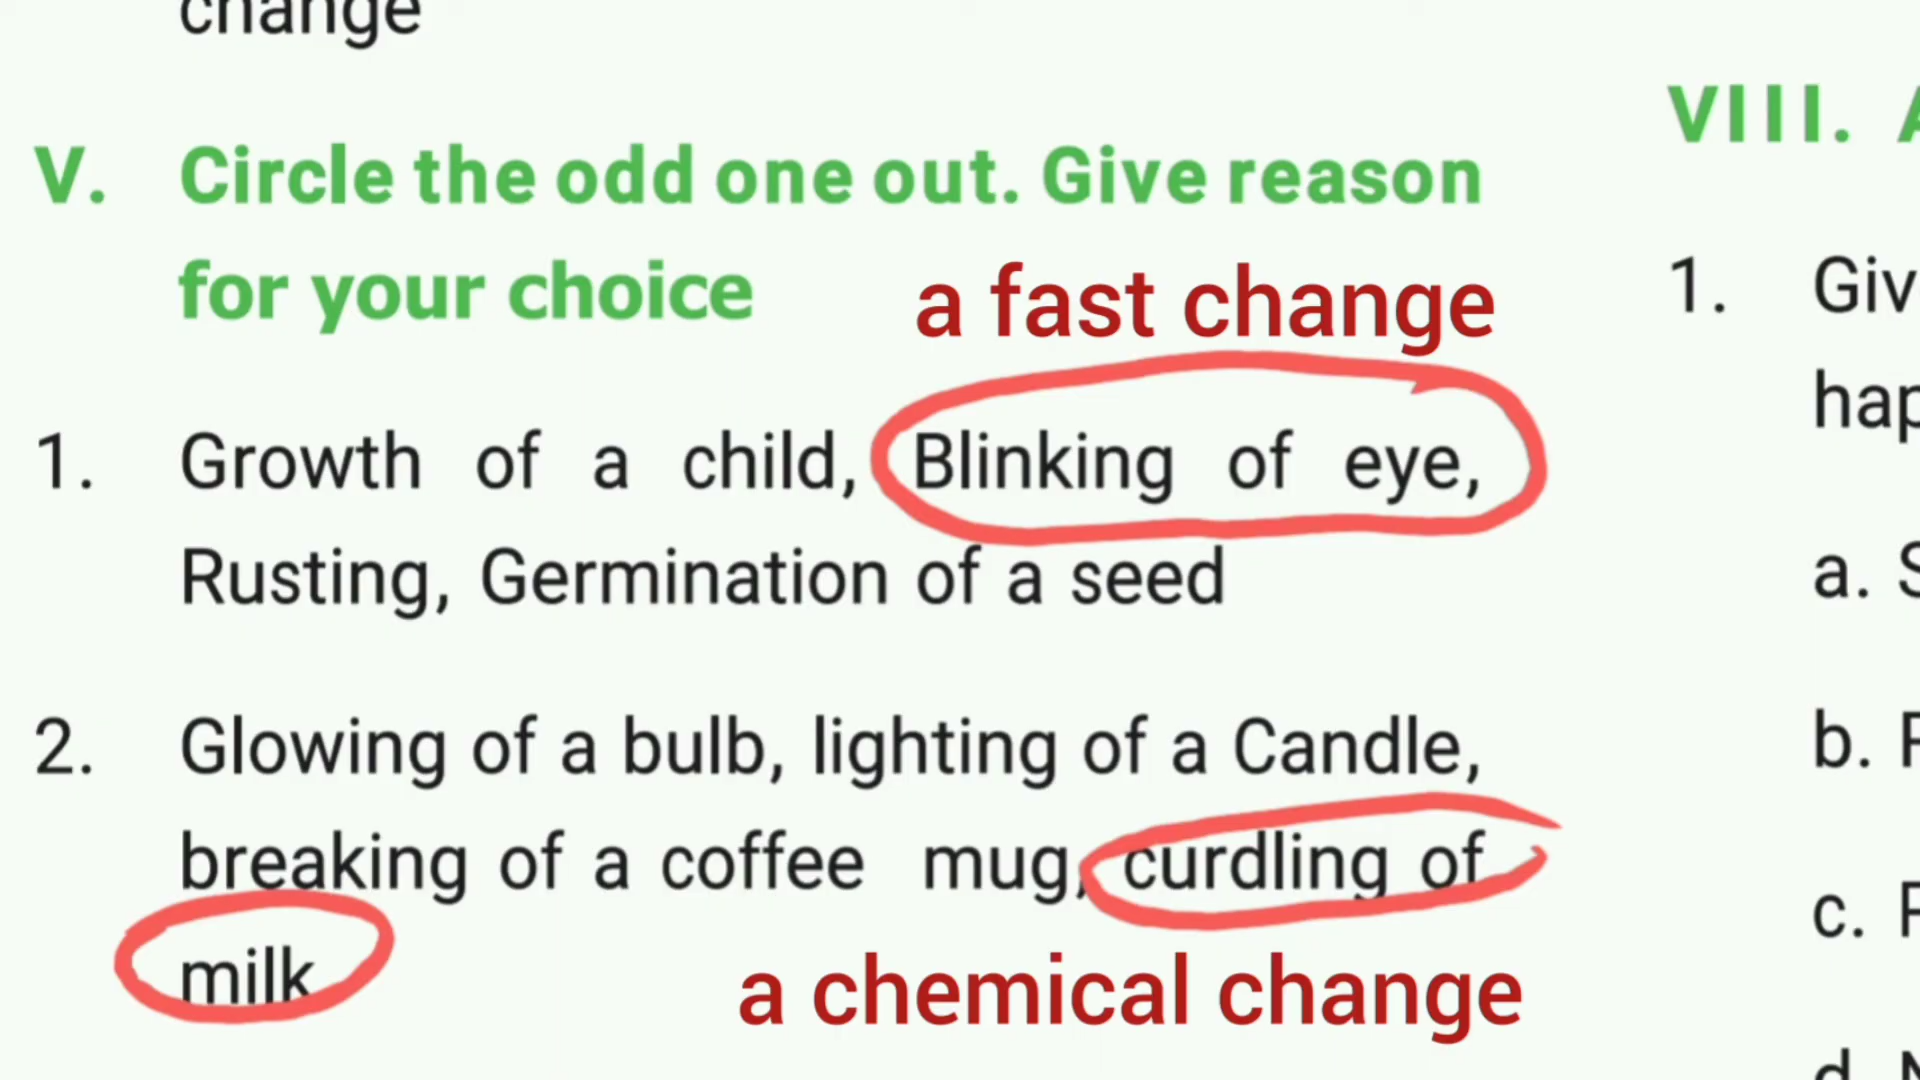 change
V. Circle the odd one out. Give reason
for your choice
a fast change
1. Growth of a child, Blinking of eye,
Rusting, Germination of a seed
2. Glowing of a bulb, lighting of a Candle,
breaking of a coffee mug, curdling of
milk
a chemical change
VIII.
1. Giv
hap
a. S
b.
c.
d.